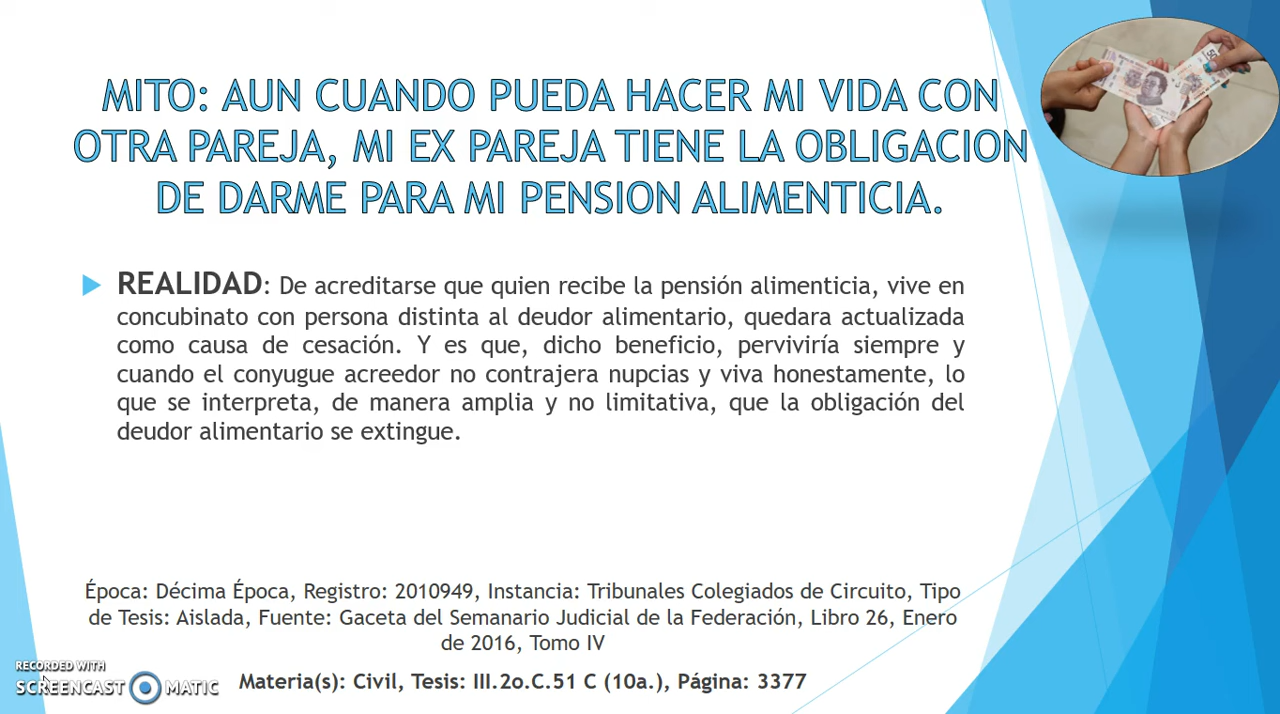 MITO: AUN CUANDO PUEDA HACER MI VIDA CON
OTRA PAREJA, MI EX PAREJA TIENE LA OBLIGACION
DE DARME PARA MI PENSION ALIMENTICIA.
REALIDAD: De acreditarse que quien recibe la pensión alimenticia, vive en
concubinato con persona distinta al deudor alimentario, quedara actualizada
como causa de cesación. Y es que, dicho beneficio, perviviría siempre y
cuando el conyugue acreedor no contrajera nupcias y viva honestamente, lo
que se interpreta, de manera amplia y no limitativa, que la obligación del
deudor alimentario se extingue.
Época: Décima Época, Registro: 2010949, Instancia: Tribunales Colegiados de Circuito, Tipo
de Tesis: Aislada, Fuente: Gaceta del Semanario Judicial de la Federación, Libro 26, Enero
de 2016, Tomo IV
Materia(s): Civil, Tesis: III.2o.C.51 C (10a.), Página: 3377
RECORDED WITH
SCREENCAST MATIC